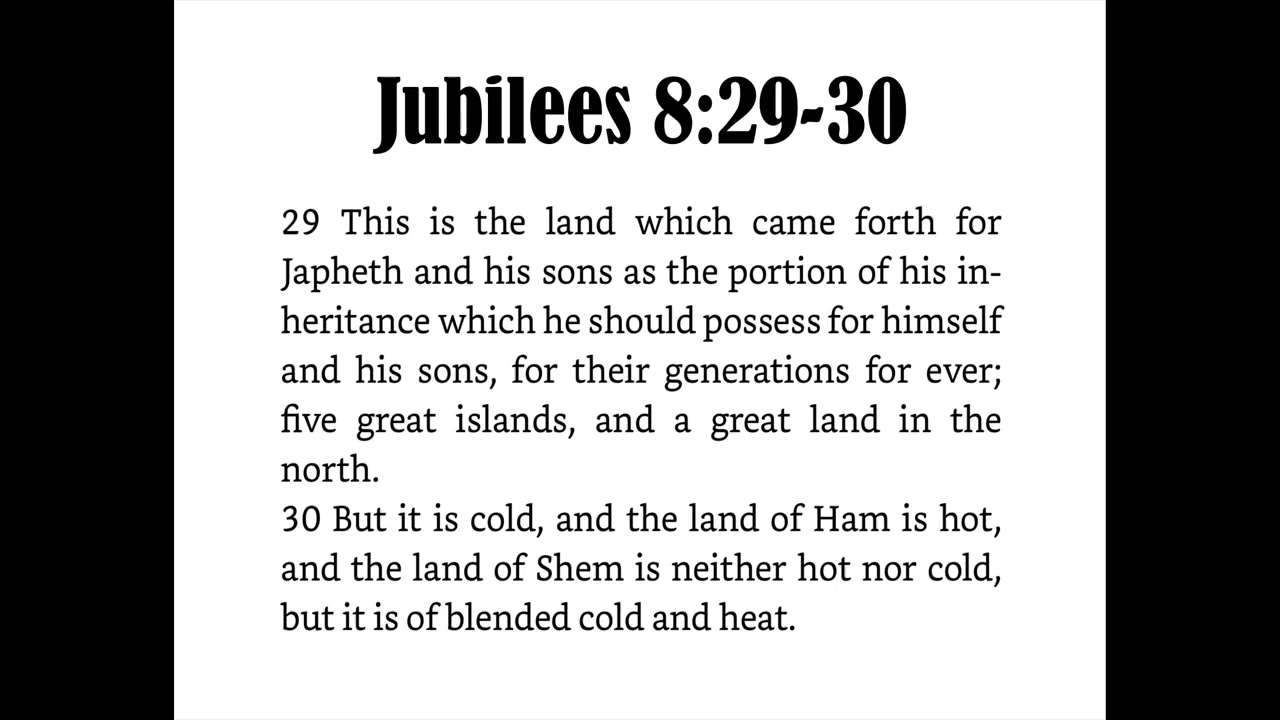 Jubilees 8:29-30
29 This is the land which came forth for
Japheth and his sons as the portion of his in-
heritance which he should possess for himself
and his sons, for their generations for ever;
five great islands, and a great land in the
north.
30 But it is cold, and the land of Ham is hot,
and the land of Shem is neither hot nor cold,
but it is of blended cold and heat.